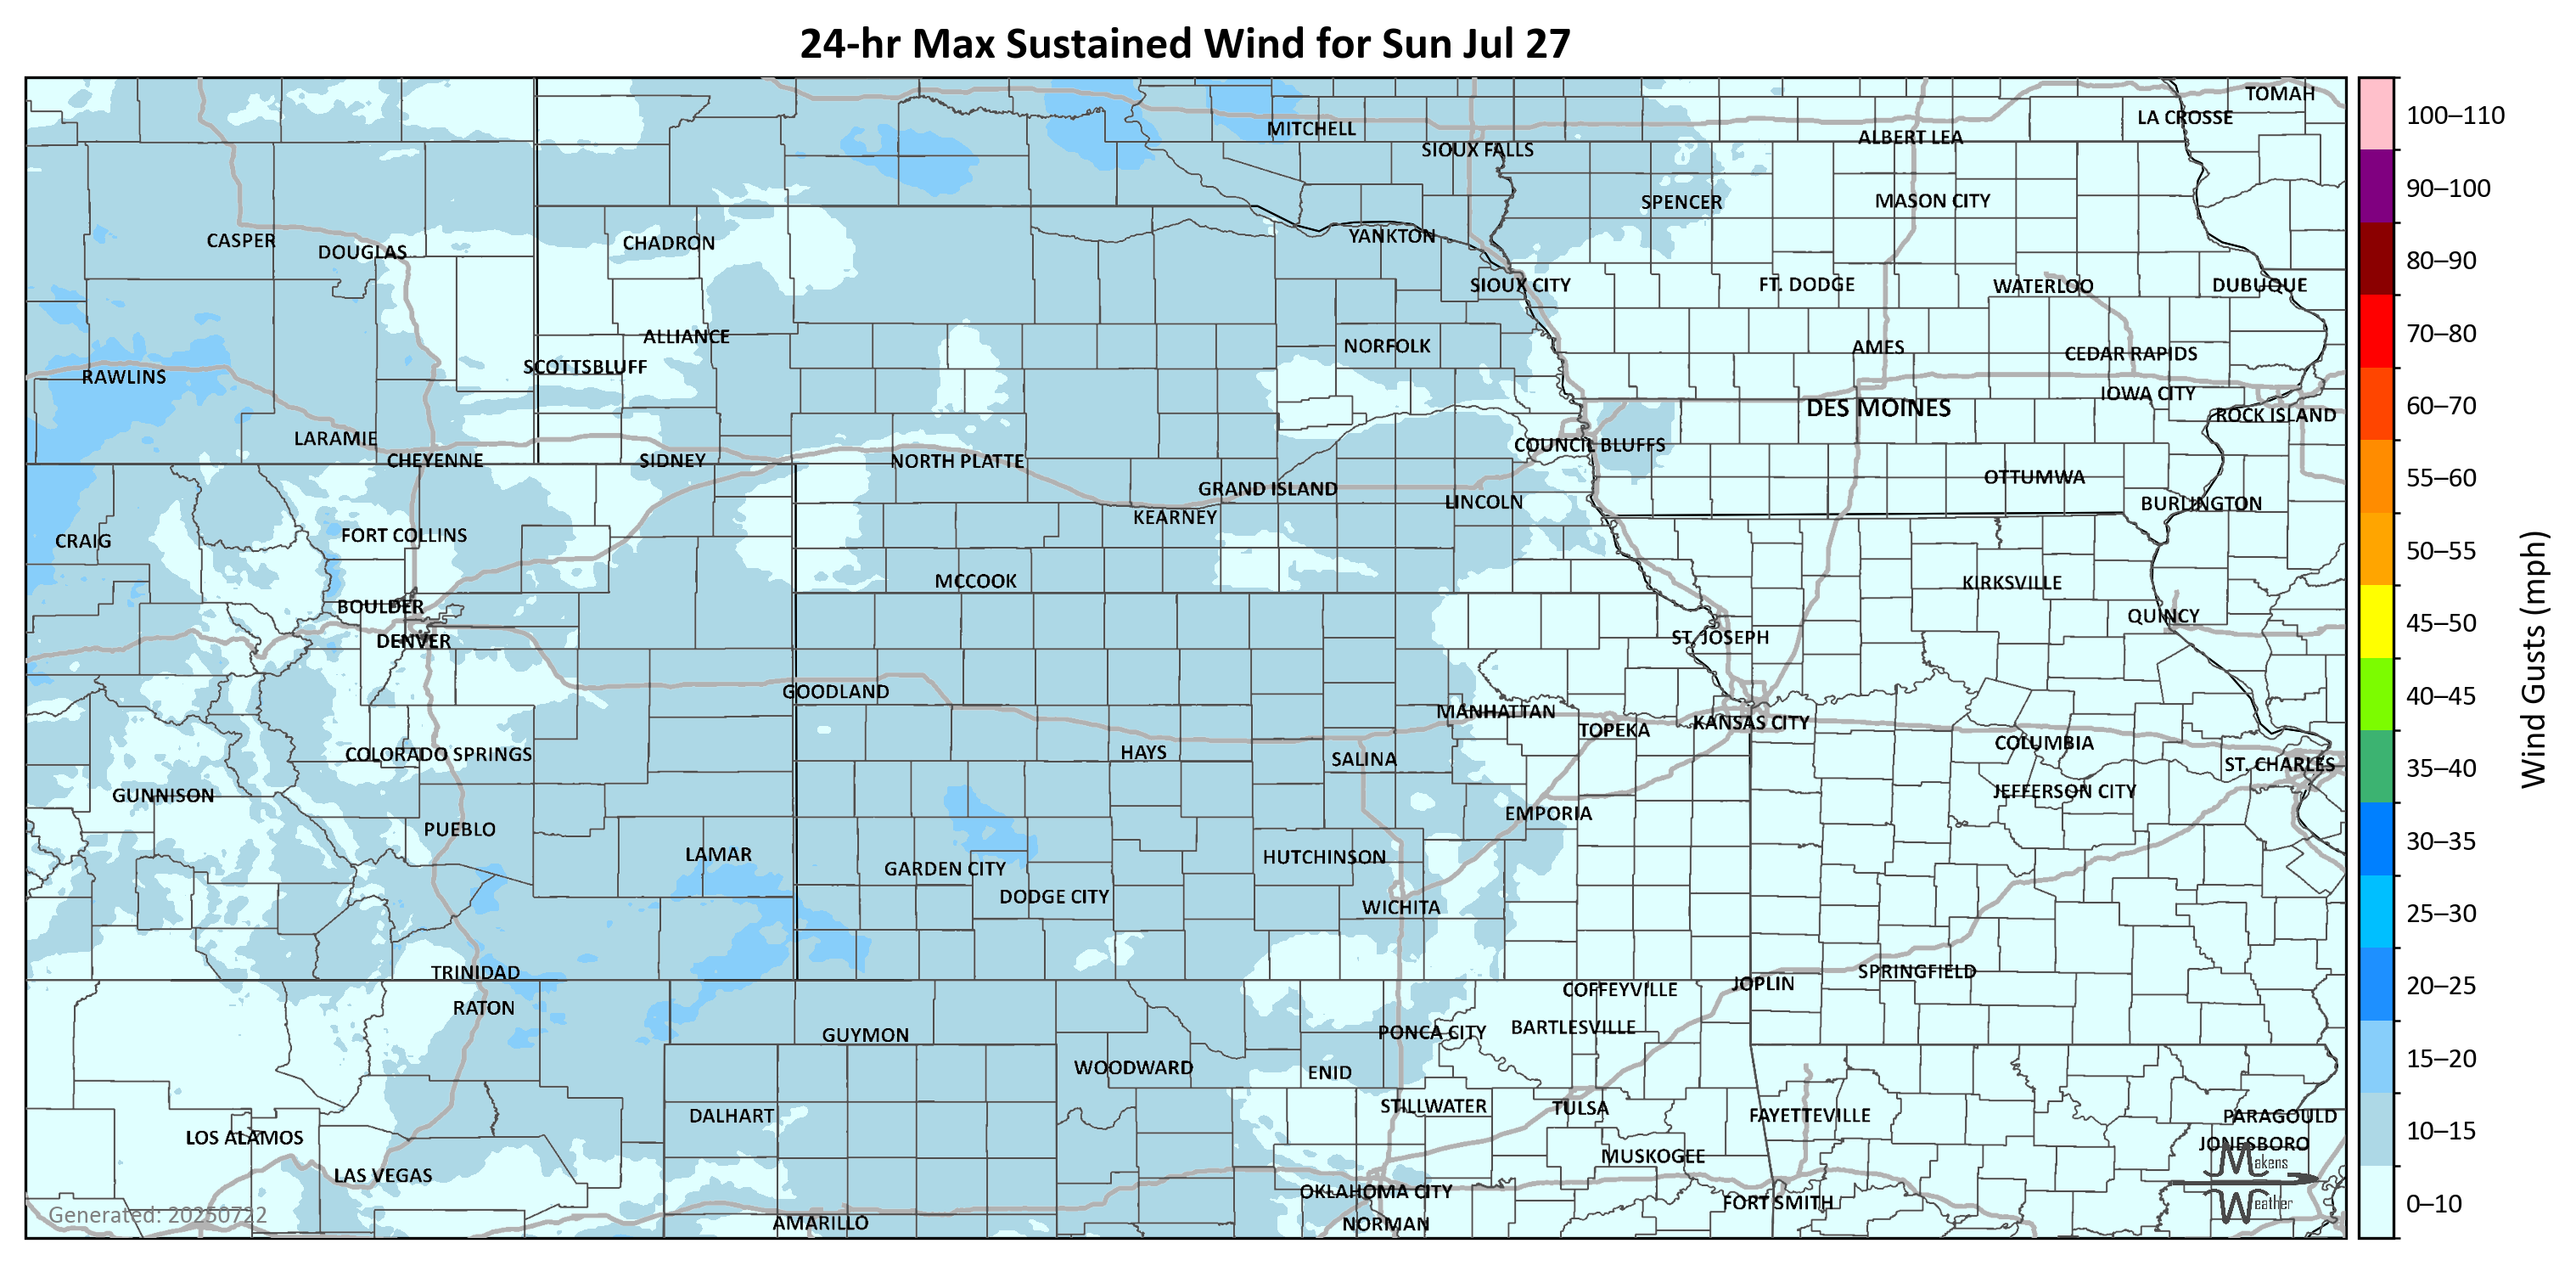 24-hr Max Sustained Wind for Sun Jul 27
TOMAH
LA CROSSE
MITCHELL
ALBERT LEA
SIOUX FALLS
SPENCER
MASON CITY
CASPER
DOUGLAS
CHADRON
YANKTON
SIOUX CITY
FT. DODGE
WATERLOO
DUBUQUE
ALLIANCE
NORFOLK
AMES
CEDAR RAPIDS
RAWLINS
SCOTTSBLUFF
IOWA CITY
DES MOINES
ROCK ISLAND
LARAMIE
COUNCIL BLUFFS
CHEYENNE
SIDNEY
NORTH PLATTE
OTTUMWA
GRAND ISLAND
LINCOLN
BURLINGTON
KEARNEY
CRAIG
FORT COLLINS
MCCOOK
KIRKSVILLE
BOULDER
QUINCY
DENVER
ST. JOSEPH
GOODLAND
MANHATTAN
TOPEKA
KANSAS CITY
COLUMBIA
COLORADO SPRINGS
HAYS
SALINA
ST. CHARLES
GUNNISON
JEFFERSON CITY
EMPORIA
PUEBLO
LAMAR
HUTCHINSON
GARDEN CITY
DODGE CITY
WICHITA
TRINIDAD
SPRINGFIELD
JOPLIN
COFFEYVILLE
RATON
GUYMON
PONCA CITY
BARTLESVILLE
WOODWARD
ENID
DALHART
STILLWATER
TULSA
FAYETTEVILLE
PARAGOULD
LOS ALAMOS
JONESBORO
MUSKOGEE
LAS VEGAS
OKLAHOMA CITY
FORT SMITH
AMARILLO
NORMAN
Generated: 20250722
Makens
Weather
100–110
90–100
80–90
70–80
60–70
55–60
50–55
45–50
40–45
35–40
30–35
25–30
20–25
15–20
10–15
0–10
Wind Gusts (mph)